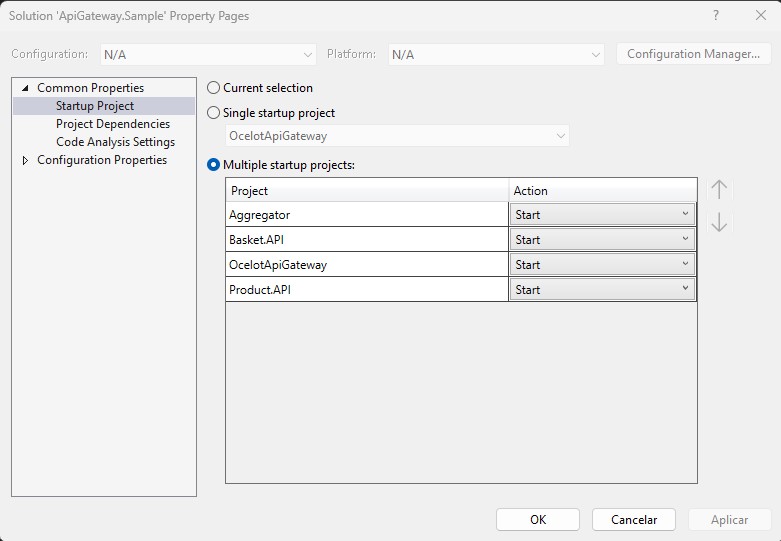 Solution 'ApiGateway.Sample' Property Pages ?
Configuration: N/A Platform: N/A Configuration Manager...
Common Properties
Startup Project
Project Dependencies
Code Analysis Settings
Configuration Properties
Current selection
Single startup project
OcelotApiGateway
Multiple startup projects:
Project Action
Aggregator Start
Basket.API Start
OcelotApiGateway Start
Product.API Start
OK Cancelar Aplicar